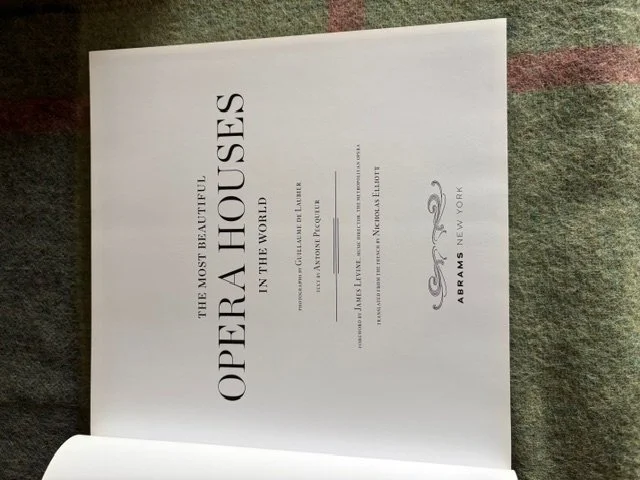 THE MOST BEAUTIFUL
OPERA HOUSES
IN THE WORLD
PHOTOGRAPHS BY GUILLAUME DE LAUBIER
TEXT BY ANTOINE PECQUEUR
FOREWORD BY JAMES LEVINE, MUSIC DIRECTOR, THE METROPOLITAN OPERA
TRANSLATED FROM THE FRENCH BY NICHOLAS ELLIOTT
ABRAMS NEW YORK